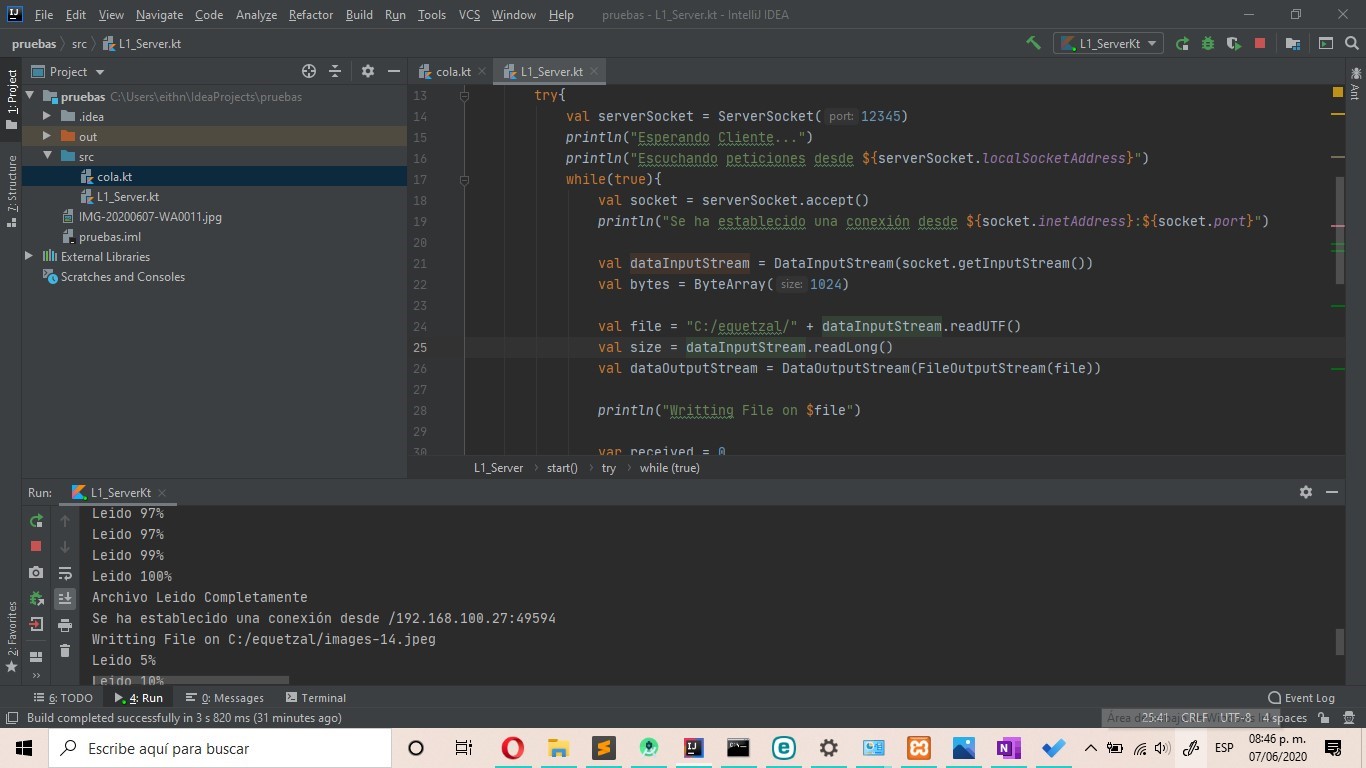 File Edit View Navigate Code Analyze Refactor Build Run Tools VCS Window Help pruebas - L1_Server.kt - IntelliJ IDEA
pruebas src L1_Server.kt L1_ServerKt
1: Project
Project
cola.kt L1_Server.kt
Ant
pruebas C:\Users\eithn\IdeaProjects\pruebas
.idea
out
src
cola.kt
L1_Server.kt
IMG-20200607-WA0011.jpg
pruebas.iml
External Libraries
Scratches and Consoles
7: Structure
13 try{
14 val serverSocket = ServerSocket( port: 12345)
15 println("Esperando Cliente...")
16 println("Escuchando peticiones desde ${serverSocket.localSocketAddress}")
17 while(true){
18 val socket = serverSocket.accept()
19 println("Se ha establecido una conexión desde ${socket.inetAddress}:${socket.port}")
20
21 val dataInputStream = DataInputStream(socket.getInputStream())
22 val bytes = ByteArray( size: 1024)
23
24 val file = "C:/equetzal/" + dataInputStream.readUTF()
25 val size = dataInputStream.readLong()
26 val dataOutputStream = DataOutputStream(FileOutputStream(file))
27
28 println("Writting File on $file")
29
30 var received = 0
L1_Server start() try while (true)
Run: L1_ServerKt
Leido 97%
Leido 97%
Leido 99%
Leido 100%
Archivo Leido Completamente
Se ha establecido una conexión desde /192.168.100.27:49594
Writting File on C:/equetzal/images-14.jpeg
Leido 5%
Leido 10%
2: Favorites
6: TODO 4: Run 0: Messages Terminal Event Log
Build completed successfully in 3 s 820 ms (31 minutes ago) 25:41 CRLF UTF-8 4 spaces
Escribe aquí para buscar
ESP
08:46 p. m.
07/06/2020